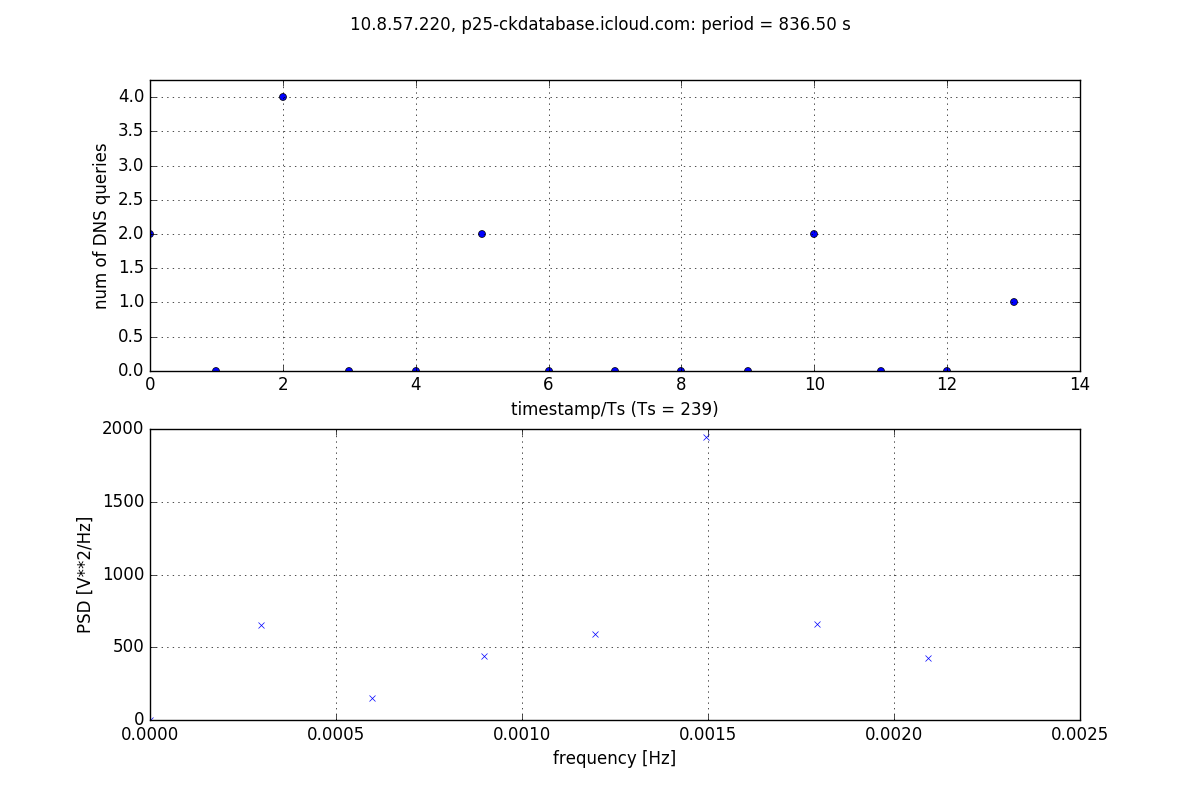 10.8.57.220, p25-ckdatabase.icloud.com: period = 836.50 s
4.0
3.5
3.0
2.5
2.0
1.5
1.0
0.5
0.0
num of DNS queries
0 2 4 6 8 10 12 14
timestamp/Ts (Ts = 239)
2000
1500
1000
500
0
PSD [V**2/Hz]
0.0000 0.0005 0.0010 0.0015 0.0020 0.0025
frequency [Hz]